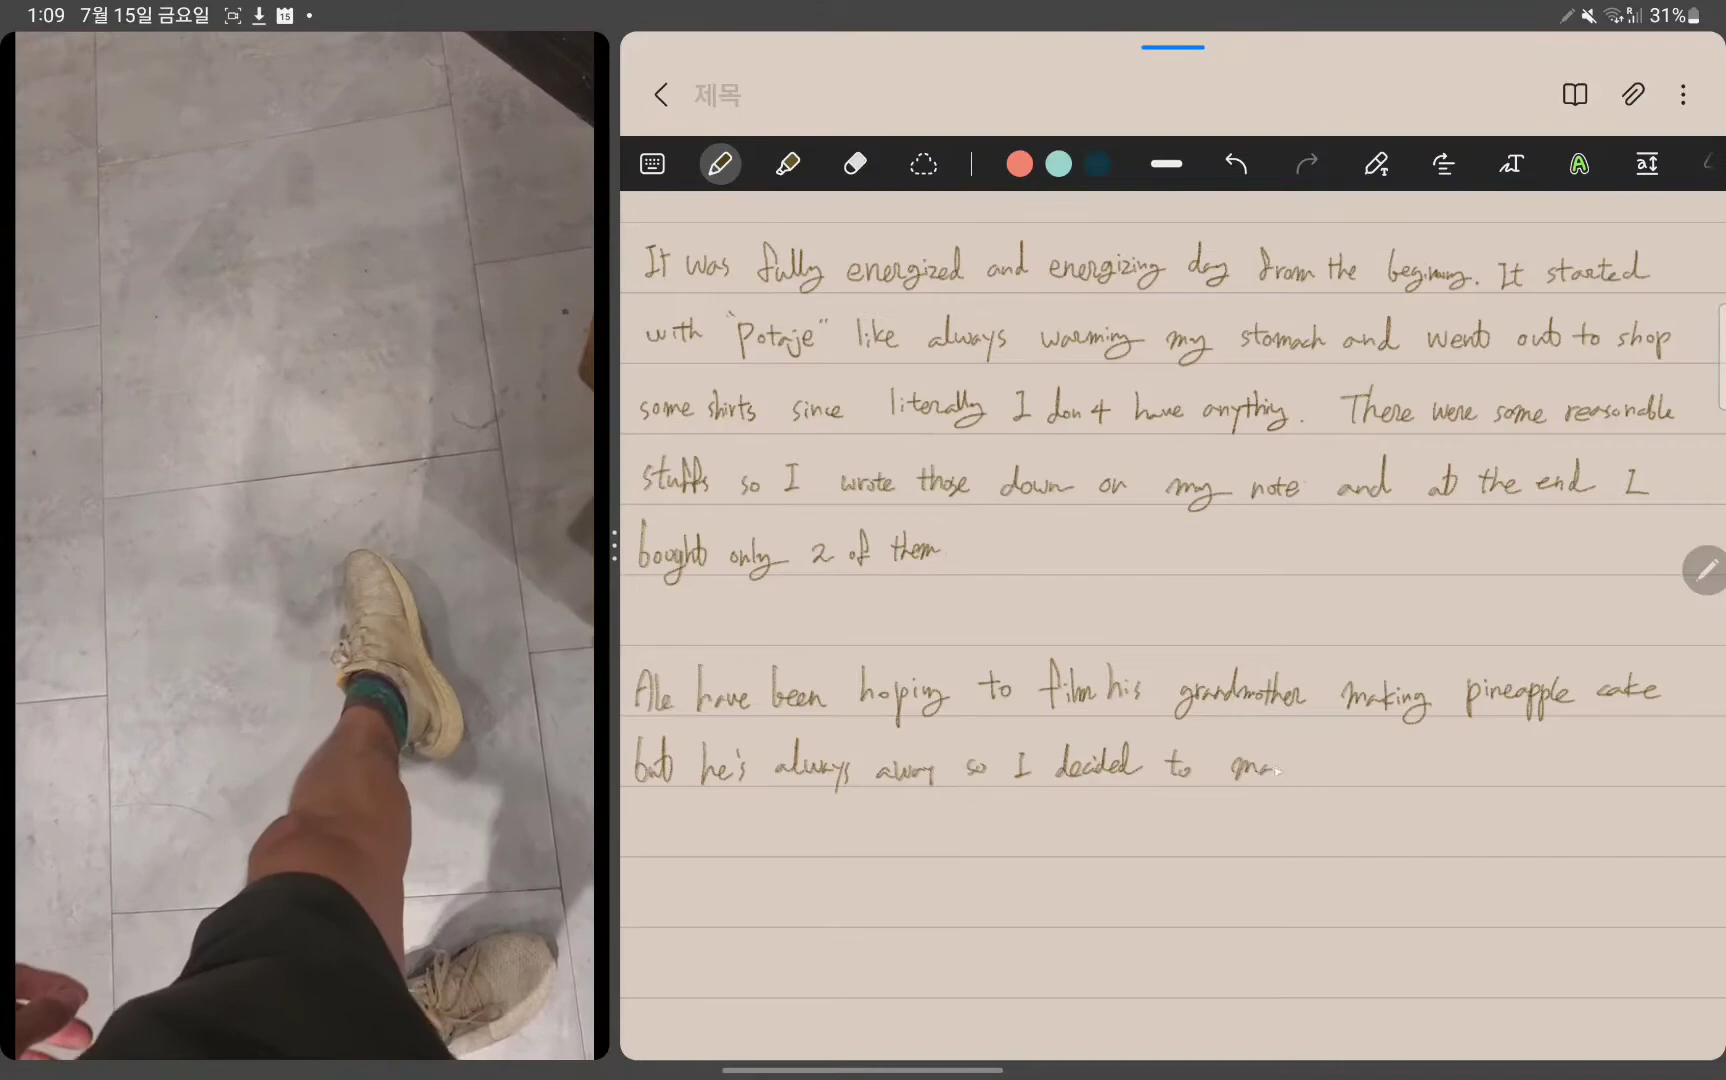 1:09 7월 15일 금요일 15 31%
제목
It was fully energized and energizing day from the beginning. It started
with "Potaje" like always warming my stomach and went out to shop
some shirts since literally I don't have anything. There were some reasonable
stuffs so I wrote those down on my note and at the end I
bought only 2 of them
Ale have been hoping to film his grandmother making pineapple cake
but he's always away so I decided to ma